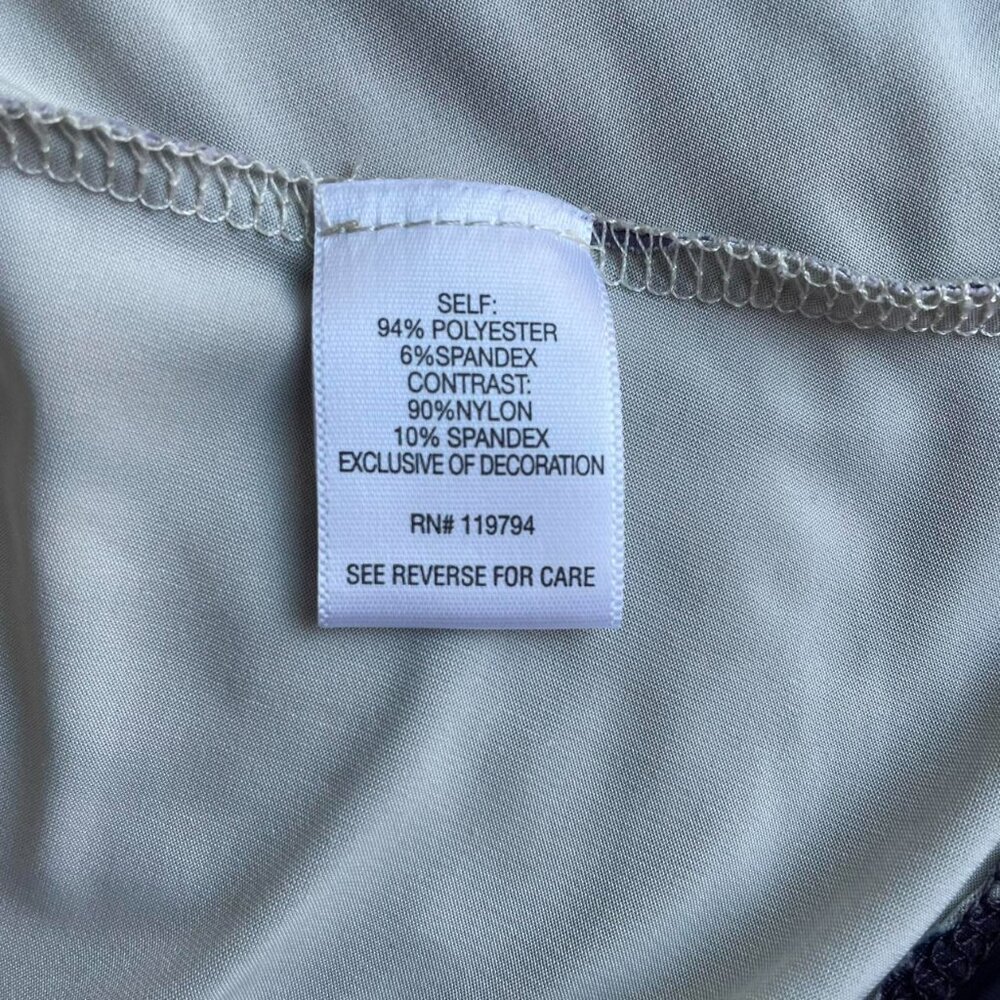 SELF:
94% POLYESTER
6%SPANDEX
CONTRAST:
90%NYLON
10% SPANDEX
EXCLUSIVE OF DECORATION
RN# 119794
SEE REVERSE FOR CARE